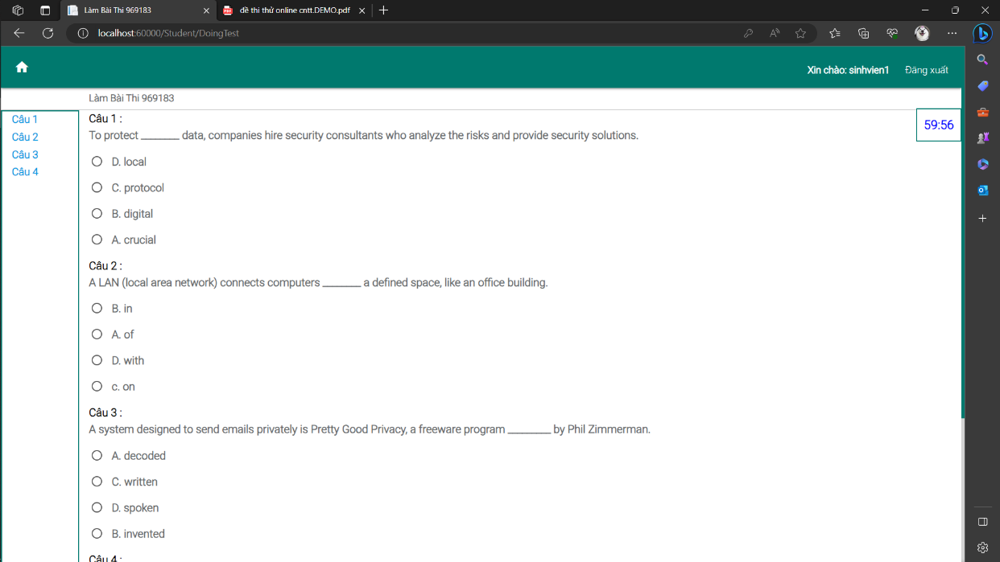 Làm Bài Thi 969183
đề thi thử online cntt.DEMO.pdf
localhost:60000/Student/DoingTest
Xin chào: sinhvien1
Đăng xuất
Làm Bài Thi 969183
Câu 1
Câu 2
Câu 3
Câu 4
59:56
Câu 1 :
To protect ________ data, companies hire security consultants who analyze the risks and provide security solutions.
D. local
C. protocol
B. digital
A. crucial
Câu 2 :
A LAN (local area network) connects computers ________ a defined space, like an office building.
B. in
A. of
D. with
c. on
Câu 3 :
A system designed to send emails privately is Pretty Good Privacy, a freeware program _________ by Phil Zimmerman.
A. decoded
C. written
D. spoken
B. invented
Câu 4 :